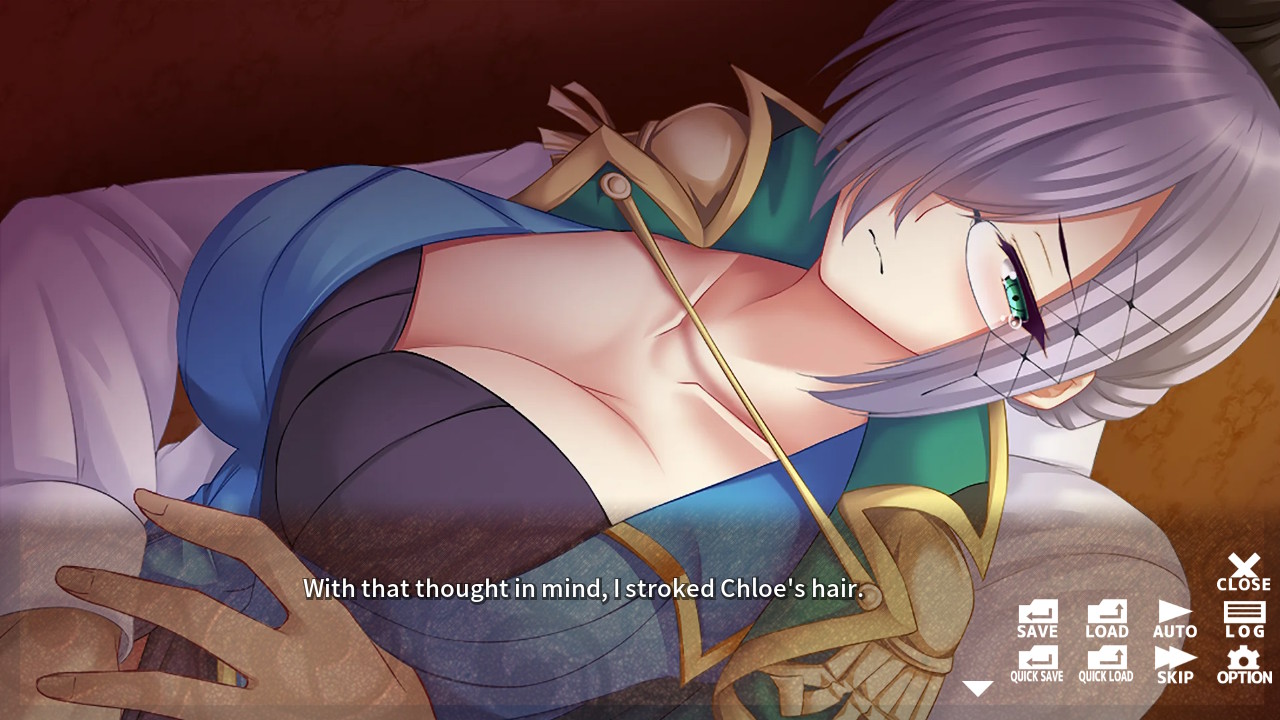 With that thought in mind, I stroked Chloe's hair.
CLOSE
SAVE LOAD AUTO LOG
QUICK SAVE QUICK LOAD SKIP OPTION